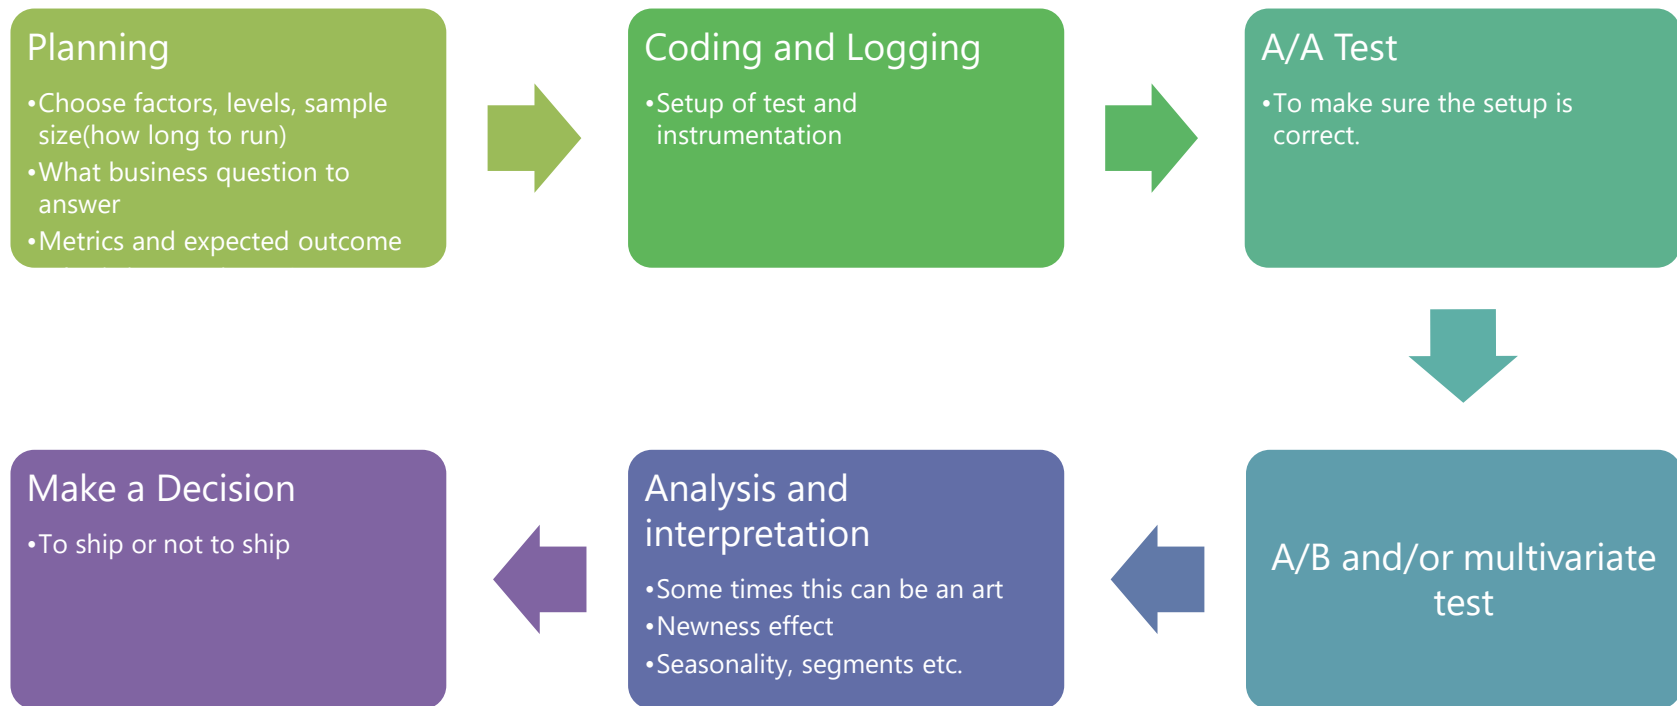 Planning
•Choose factors, levels, sample
size(how long to run)
•What business question to
answer
•Metrics and expected outcome
Coding and Logging
•Setup of test and
instrumentation
A/A Test
•To make sure the setup is
correct.
A/B and/or multivariate
test
Analysis and
interpretation
•Some times this can be an art
•Newness effect
•Seasonality, segments etc.
Make a Decision
•To ship or not to ship